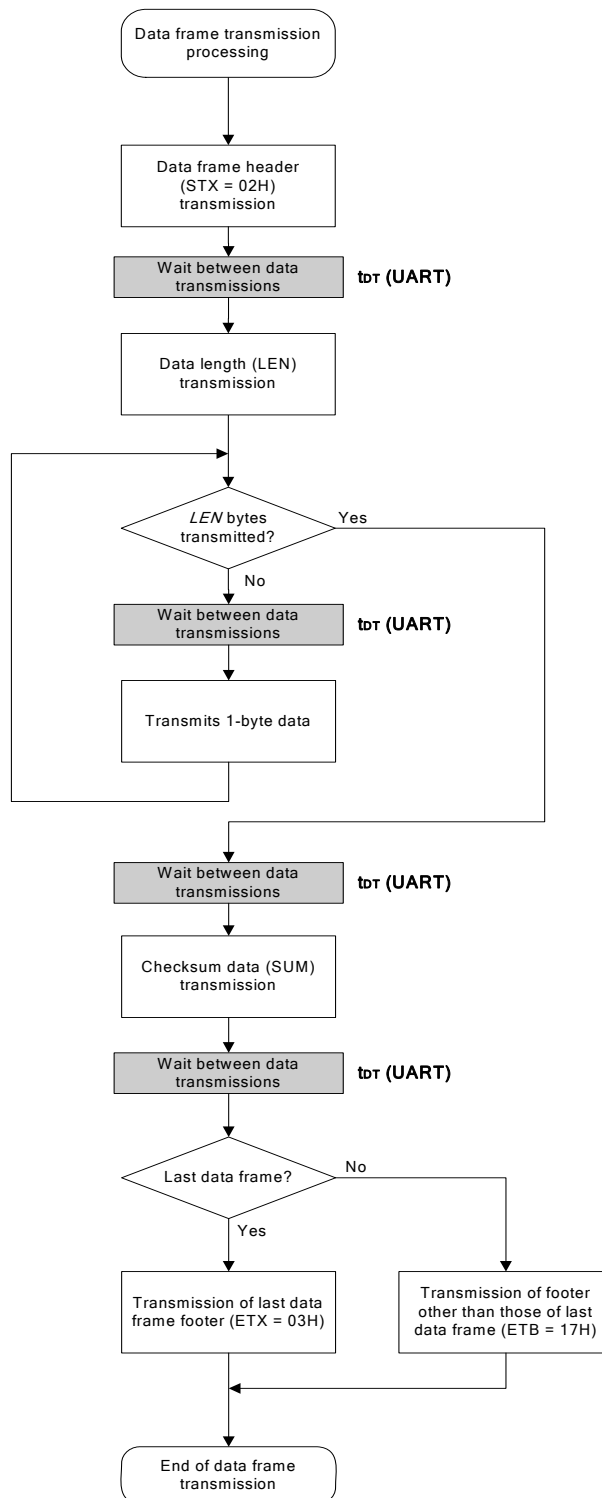 Data frame transmission
processing
Data frame header
(STX = 02H)
transmission
Wait between data
transmissions
tDT (UART)
Data length (LEN)
transmission
LEN bytes
transmitted?
Yes
No
Wait between data
transmissions
tDT (UART)
Transmits 1-byte data
Wait between data
transmissions
tDT (UART)
Checksum data (SUM)
transmission
Wait between data
transmissions
tDT (UART)
Last data frame?
No
Yes
Transmission of last data
frame footer (ETX = 03H)
Transmission of footer
other than those of last
data frame (ETB = 17H)
End of data frame
transmission